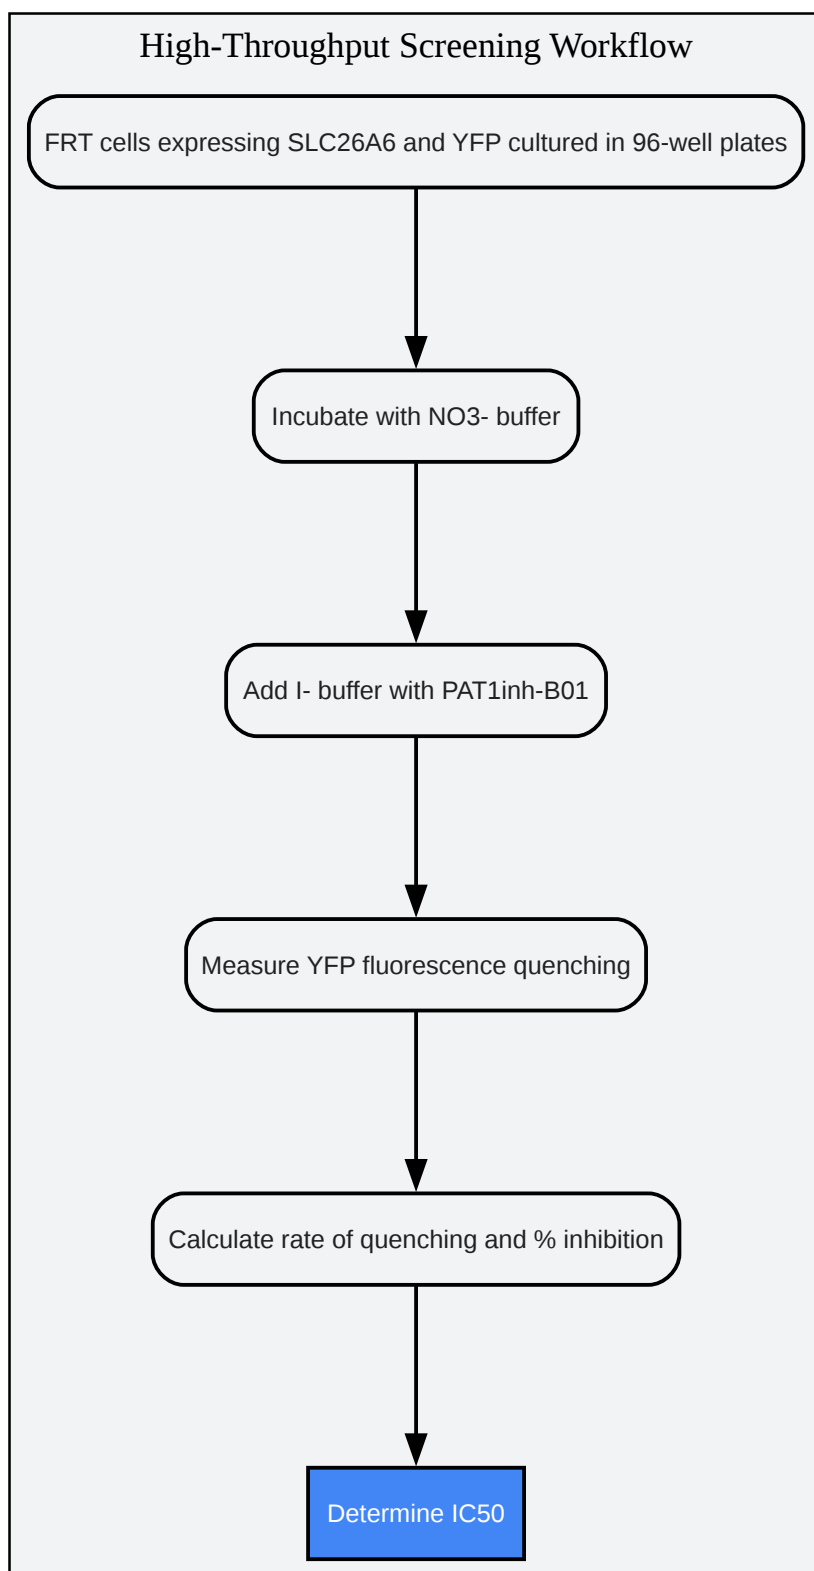 High-Throughput Screening Workflow
FRT cells expressing SLC26A6 and YFP cultured in 96-well plates
Incubate with NO3- buffer
Add I- buffer with PAT1inh-B01
Measure YFP fluorescence quenching
Calculate rate of quenching and % inhibition
Determine IC50